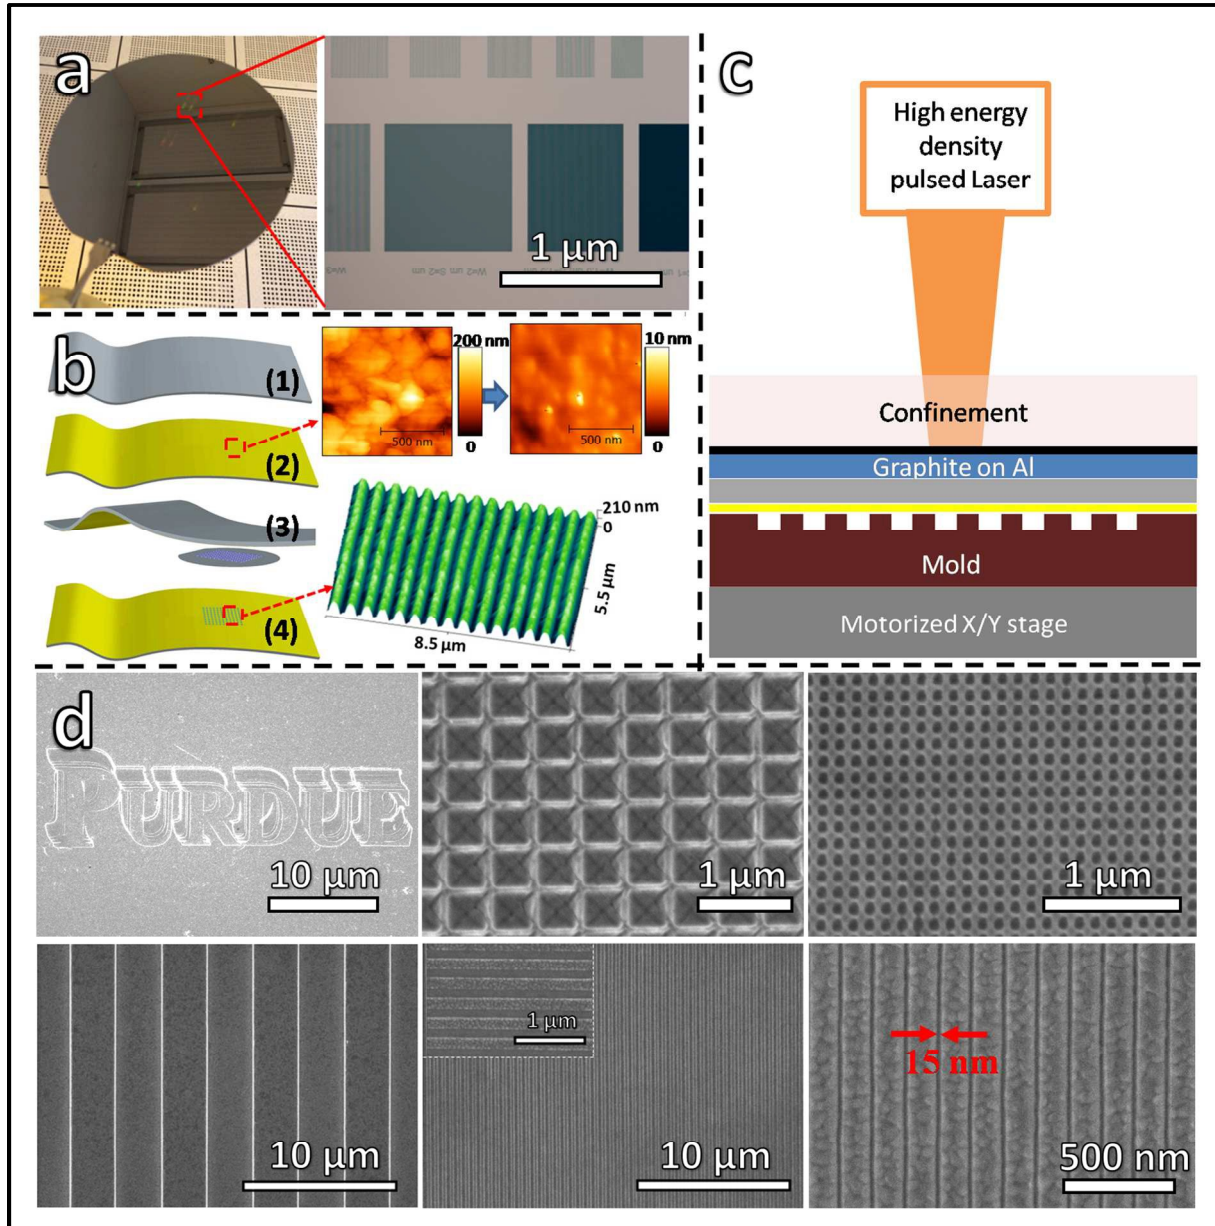 a
1 μm
c
High energy
density
pulsed Laser
Confinement
Graphite on Al
Mold
Motorized X/Y stage
b
(1)
(2)
(3)
(4)
200 nm
0
500 nm
10 nm
0
500 nm
210 nm
0
5.5 μm
8.5 μm
d
PURDUE
10 μm
1 μm
1 μm
10 μm
1 μm
10 μm
15 nm
500 nm